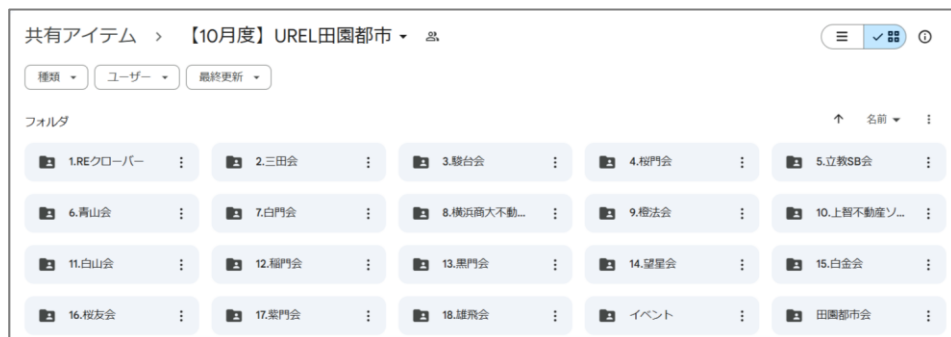 共有アイテム > 【10月度】UREL田園都市
種類 ユーザー 最終更新
フォルダ 名前
1.REクローバー 2.三田会 3.駿台会 4.桜門会 5.立教SB会
6.青山会 7.白門会 8.横浜商大不動... 9.橙法会 10.上智不動産ソ...
11.白山会 12.稲門会 13.黒門会 14.望星会 15.白金会
16.桜友会 17.紫門会 18.雄飛会 イベント 田園都市会